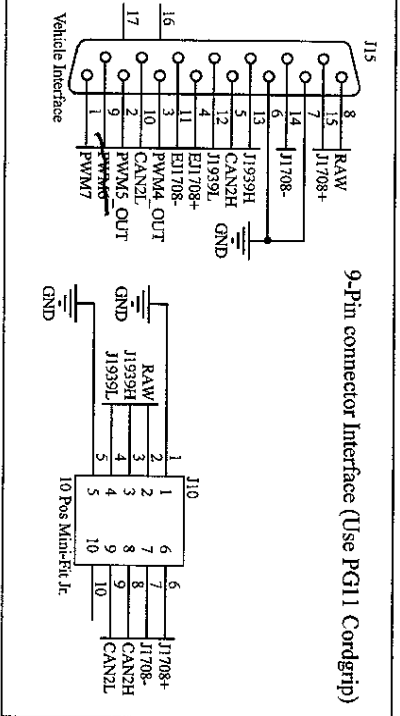 9-Pin connector Interface (Use PG11 Cordgrip)
J15
8 RAW
15 J1708+
7
14 J1708-
6
13 J1939H
5 CAN2H
12 J1939L
4 EJ1708+
11 EJ1708-
3 PWM4_OUT
10 CAN2L
2 PWM5_OUT
9 PWM6
1 PWM7
16
17
GND
Vehicle Interface
J10
GND
1 1 6 6 J1708+
RAW 2 2 7 7 J1708-
J1939H 3 3 8 8 CAN2H
J1939L 4 4 9 9 CAN2L
5 5 10 10
GND
10 Pos Mini-Fit Jr.